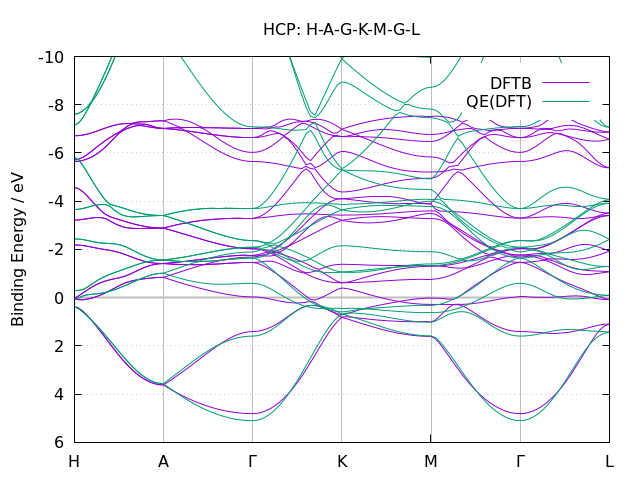 HCP: H-A-G-K-M-G-L
DFTB
QE(DFT)
Binding Energy / eV
-10
-8
-6
-4
-2
0
2
4
6
H A Γ K M Γ L